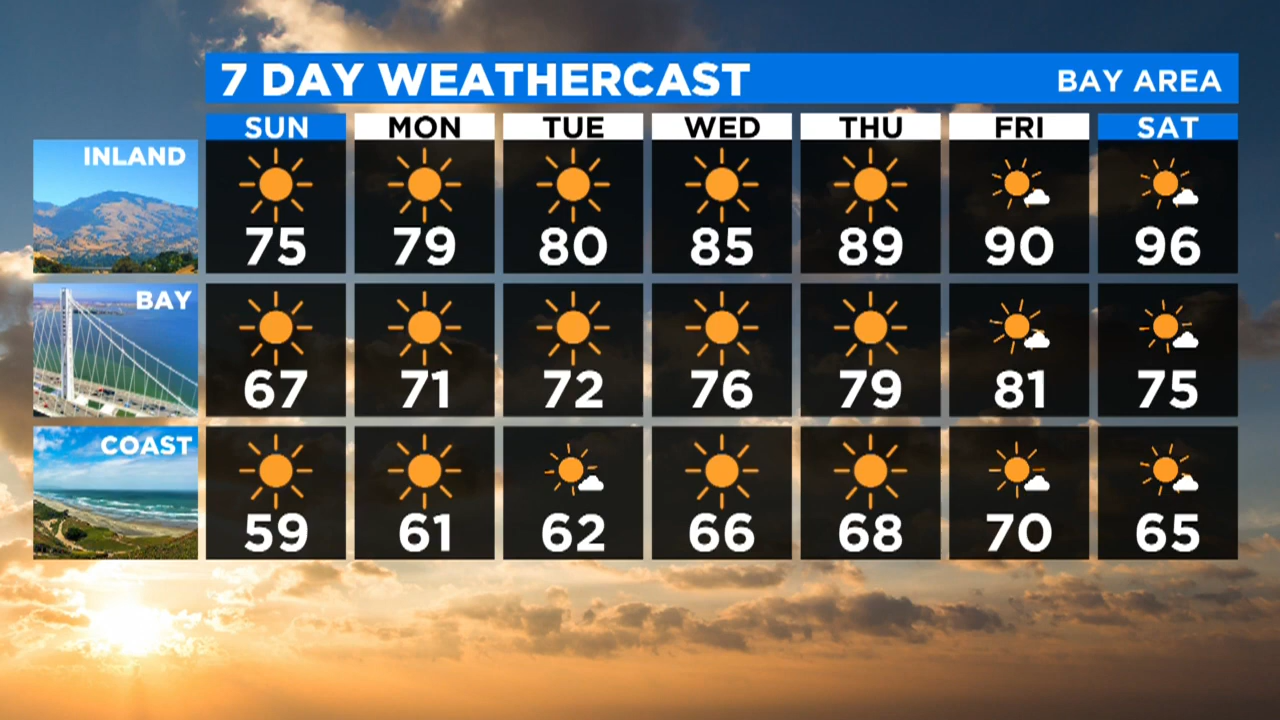 7 DAY WEATHERCAST BAY AREA
SUN MON TUE WED THU FRI SAT
INLAND
75 79 80 85 89 90 96
BAY
67 71 72 76 79 81 75
COAST
59 61 62 66 68 70 65